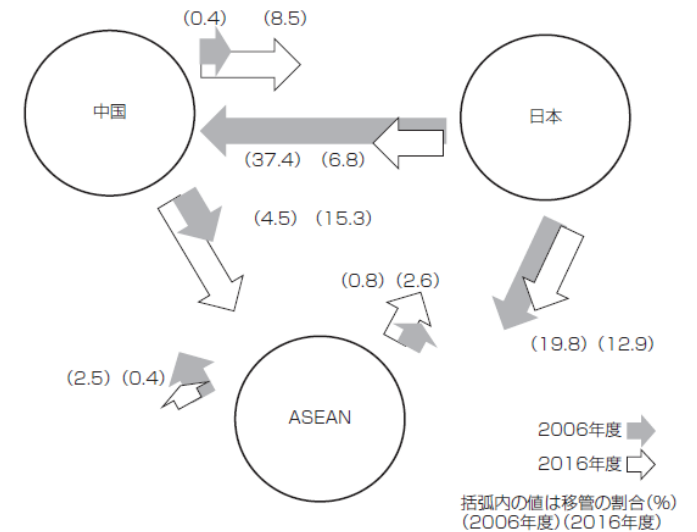 (0.4) (8.5)
中国
日本
(37.4) (6.8)
(4.5) (15.3)
(0.8) (2.6)
(19.8) (12.9)
(2.5) (0.4)
ASEAN
2006年度
2016年度
括弧内の値は移管の割合(%)
(2006年度)(2016年度)